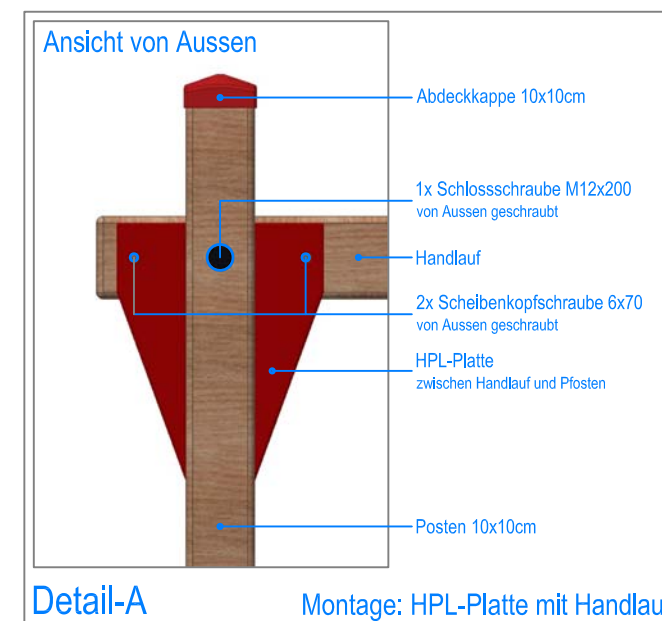 Ansicht von Aussen
Abdeckkappe 10x10cm
1x Schlossschraube M12x200
von Aussen geschraubt
Handlauf
2x Scheibenkopfschraube 6x70
von Aussen geschraubt
HPL-Platte
zwischen Handlauf und Pfosten
Posten 10x10cm
Detail-A
Montage: HPL-Platte mit Handlau